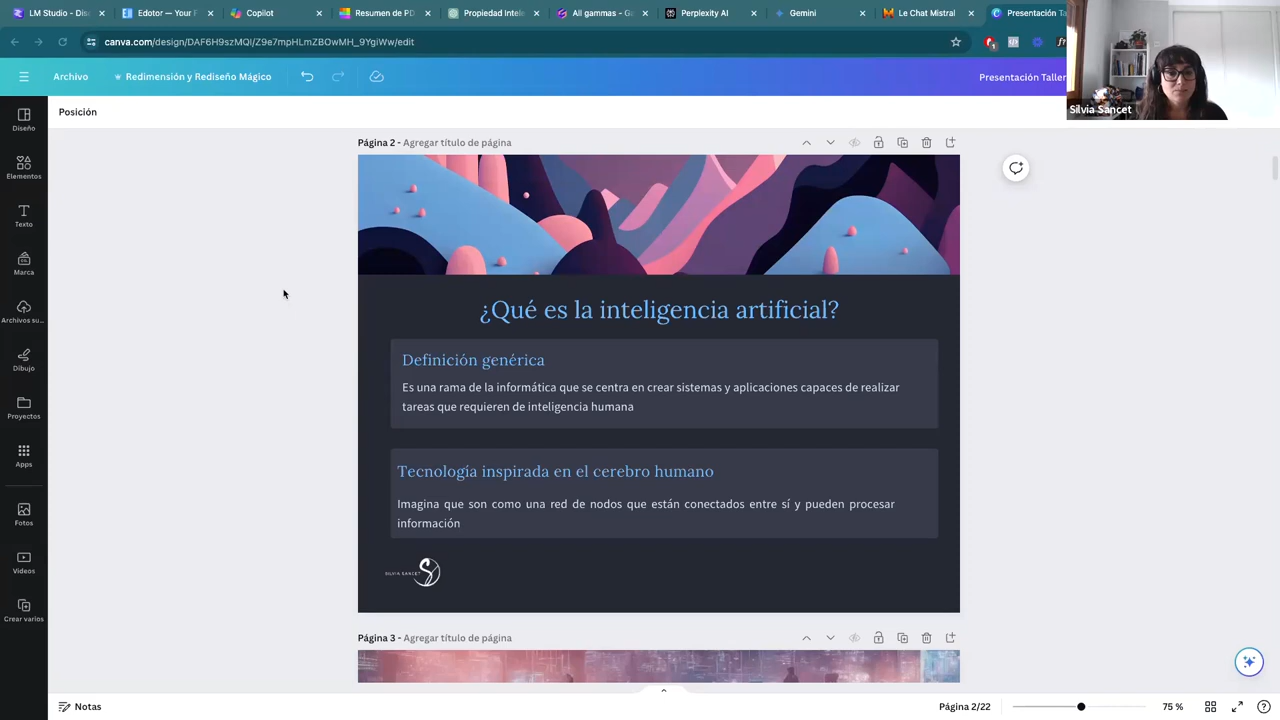 LM Studio - Disc
Edotor — Your F
Copilot
Resumen de PD
Propiedad Intel
All gammas - Ga
Perplexity AI
Gemini
Le Chat Mistral
Presentación Ta
canva.com/design/DAF6H9szMQI/Z9e7mpHLmZBOwMH_9YgiWw/edit
Archivo
Redimensión y Rediseño Mágico
Presentación Taller
Silvia Sancet
Posición
Diseño
Elementos
Texto
Marca
Archivos su...
Dibujo
Proyectos
Apps
Fotos
Videos
Crear varios
Página 2 - Agregar título de página
¿Qué es la inteligencia artificial?
Definición genérica
Es una rama de la informática que se centra en crear sistemas y aplicaciones capaces de realizar
tareas que requieren de inteligencia humana
Tecnología inspirada en el cerebro humano
Imagina que son como una red de nodos que están conectados entre sí y pueden procesar
información
SILVIA SANCET
Página 3 - Agregar título de página
Notas
Página 2/22
75 %